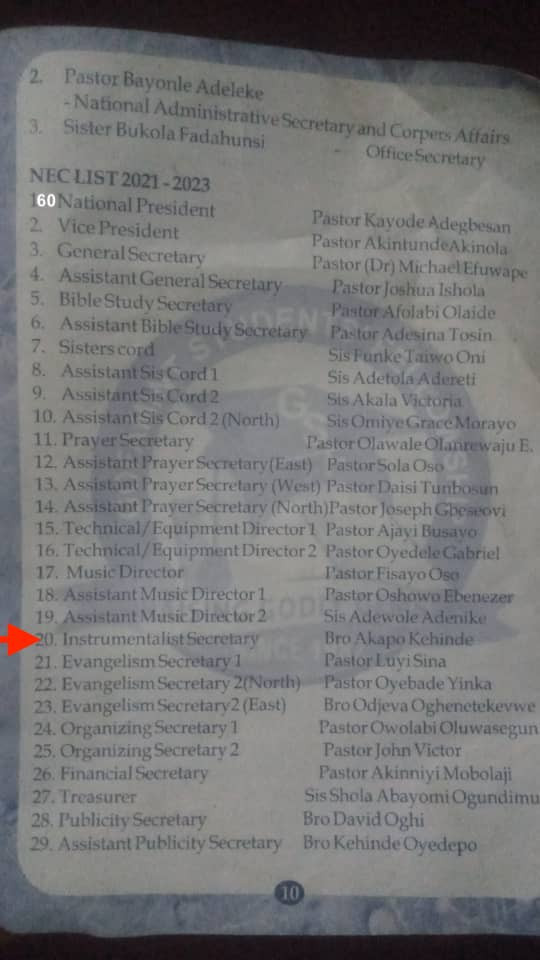 2. Pastor Bayonle Adeleke
- National Administrative Secretary and Corpers Affairs
3. Sister Bukola Fadahunsi - Office Secretary
NEC LIST 2021 - 2023
160 National President Pastor Kayode Adegbesan
2. Vice President Pastor AkintundeAkinola
3. General Secretary Pastor (Dr) Michael Efuwape
4. Assistant General Secretary Pastor Joshua Ishola
5. Bible Study Secretary Pastor Afolabi Olaide
6. Assistant Bible Study Secretary Pastor Adesina Tosin
7. Sisters cord Sis Funke Taiwo Oni
8. Assistant Sis Cord 1 Sis Adetola Adereti
9. Assistant Sis Cord 2 Sis Akala Victoria
10. Assistant Sis Cord 2 (North) Sis Omiye Grace Morayo
11. Prayer Secretary Pastor Olawale Olanrewaju E.
12. Assistant Prayer Secretary(East) Pastor Sola Oso
13. Assistant Prayer Secretary (West) Pastor Daisi Tunbosun
14. Assistant Prayer Secretary (North) Pastor Joseph Gbeseovi
15. Technical/Equipment Director 1 Pastor Ajayi Busayo
16. Technical/Equipment Director 2 Pastor Oyedele Gabriel
17. Music Director Pastor Fisayo Oso
18. Assistant Music Director 1 Pastor Oshowo Ebenezer
19. Assistant Music Director 2 Sis Adewole Adenike
20. Instrumentalist Secretary Bro Akapo Kehinde
21. Evangelism Secretary 1 Pastor Luyi Sina
22. Evangelism Secretary 2(North) Pastor Oyebade Yinka
23. Evangelism Secretary2 (East) Bro Odjeva Oghenetekevwe
24. Organizing Secretary 1 Pastor Owolabi Oluwasegun
25. Organizing Secretary 2 Pastor John Victor
26. Financial Secretary Pastor Akinniyi Mobolaji
27. Treasurer Sis Shola Abayomi Ogundimu
28. Publicity Secretary Bro David Oghi
29. Assistant Publicity Secretary Bro Kehinde Oyedepo
10